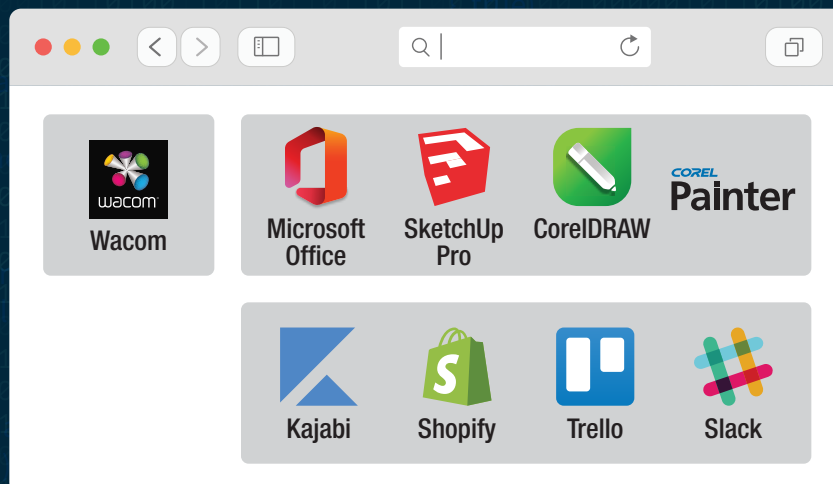 wacom
Wacom
Microsoft
Office
SketchUp
Pro
CorelDRAW
COREL
Painter
Kajabi
S
Shopify
Trello
Slack